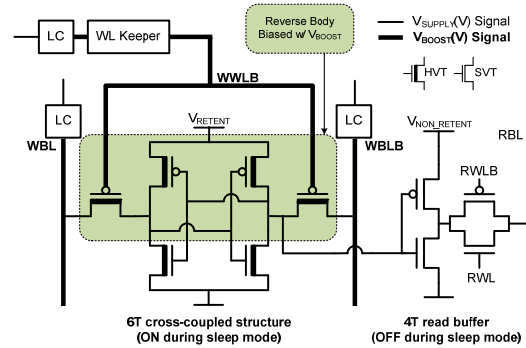 LC
WL Keeper
Reverse Body
Biased w/ VBOOST
VSUPPLY(V) Signal
VBOOST(V) Signal
HVT
SVT
WWLB
LC
WBL
VRETENT
LC
WBLB
VNON_RETENT
RBL
RWLB
RWL
6T cross-coupled structure
(ON during sleep mode)
4T read buffer
(OFF during sleep mode)